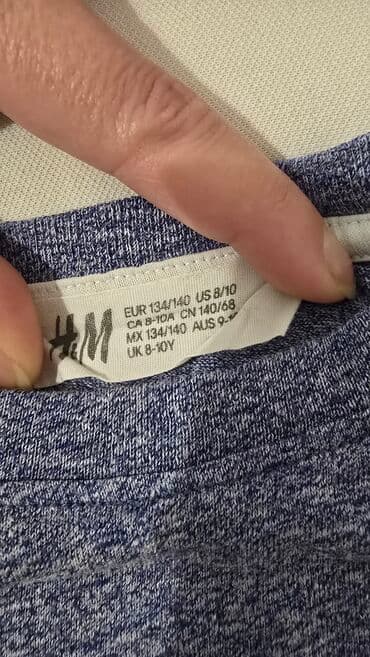 H&M
EUR 134/140 US 8/10
CA 8-10A CN 140/68
MX 134/140 AUS
UK 8-10Y